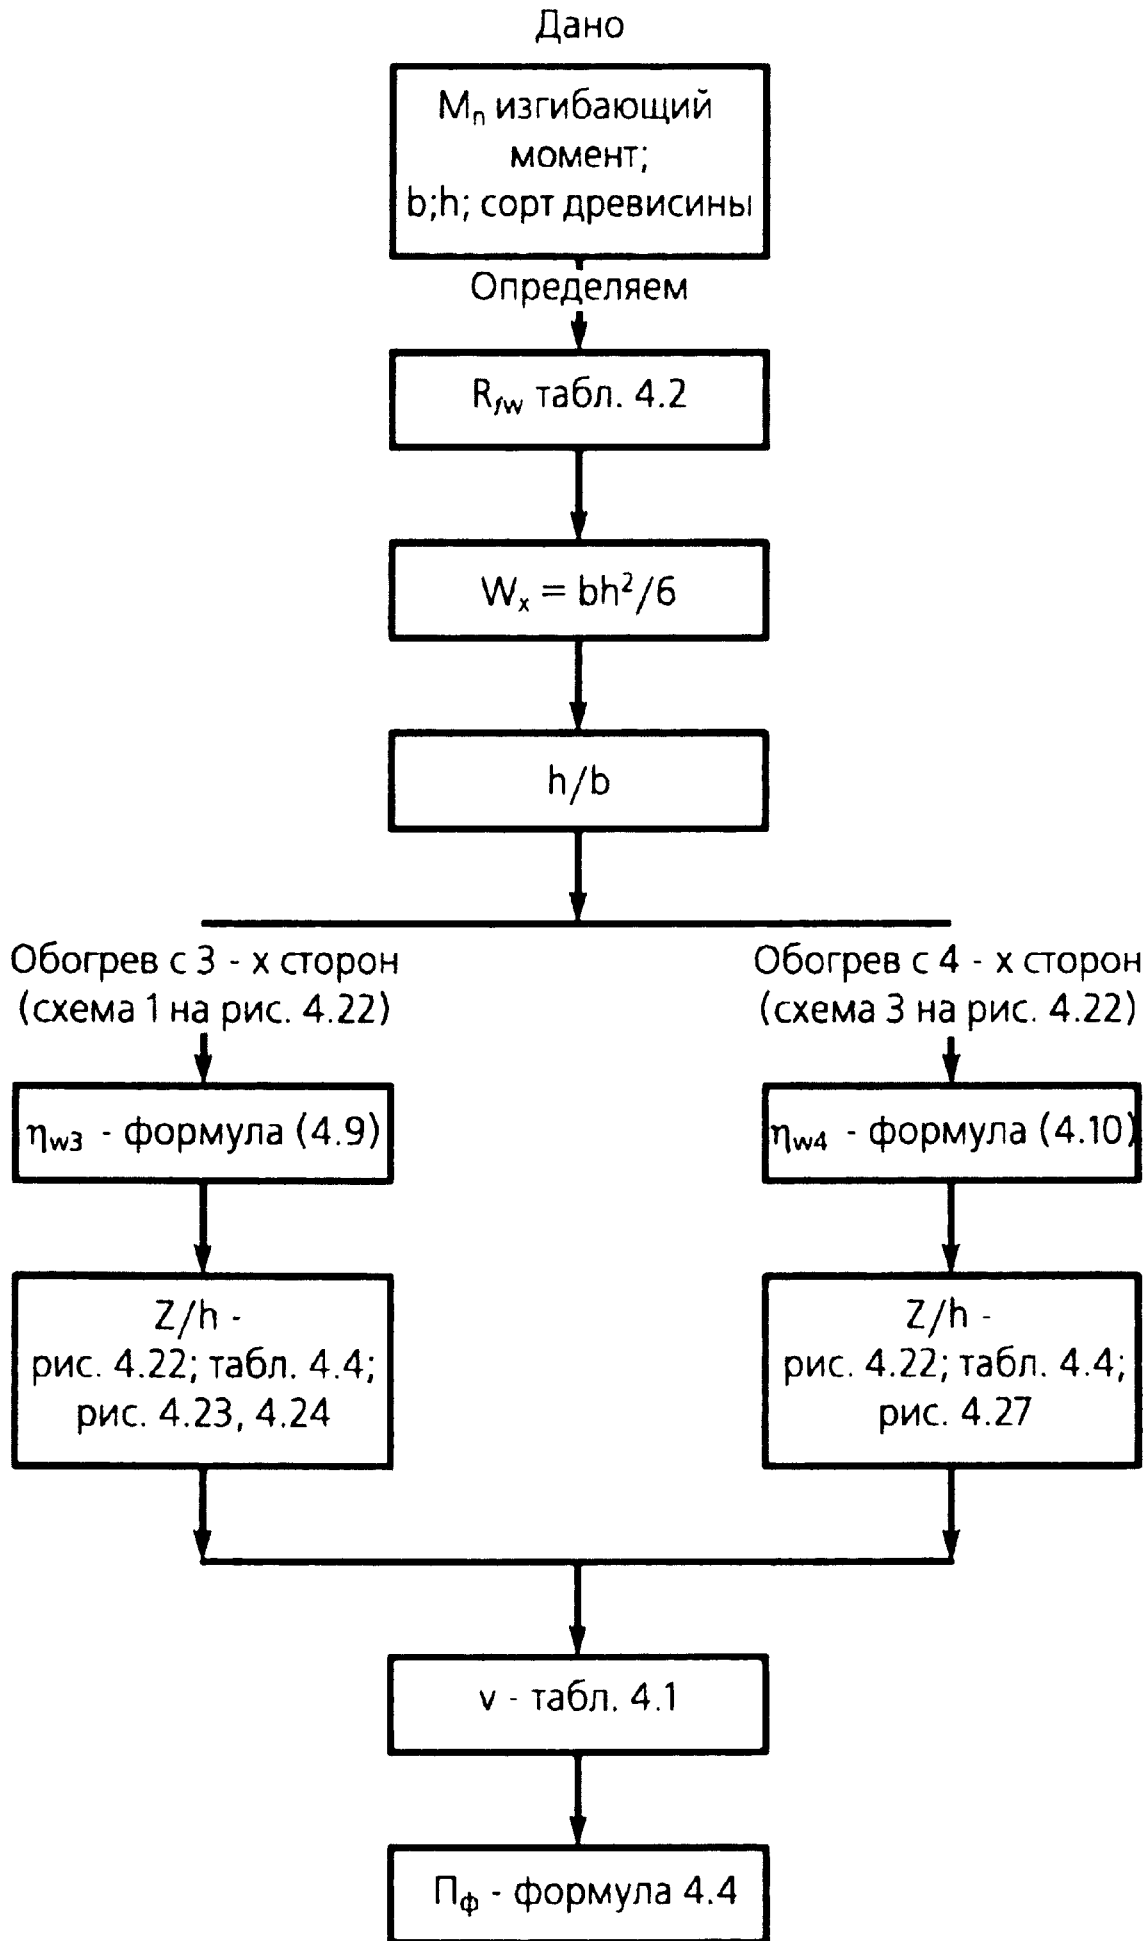 Дано
Mn изгибающий
момент;
b;h; сорт древисины
Определяем
Rfw табл. 4.2
Wx = bh²/6
h/b
Обогрев с 3 - х сторон
(схема 1 на рис. 4.22)
Обогрев с 4 - х сторон
(схема 3 на рис. 4.22)
ηw3 - формула (4.9)
ηw4 - формула (4.10)
Z/h -
рис. 4.22; табл. 4.4;
рис. 4.23, 4.24
Z/h -
рис. 4.22; табл. 4.4;
рис. 4.27
v - табл. 4.1
Пф - формула 4.4